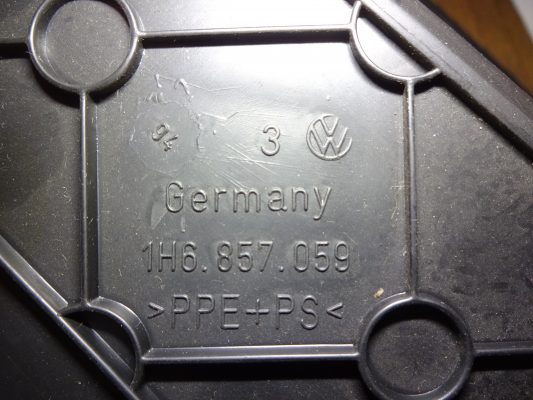 94 3 VW
Germany
1H6.857.059
>PPE+PS<